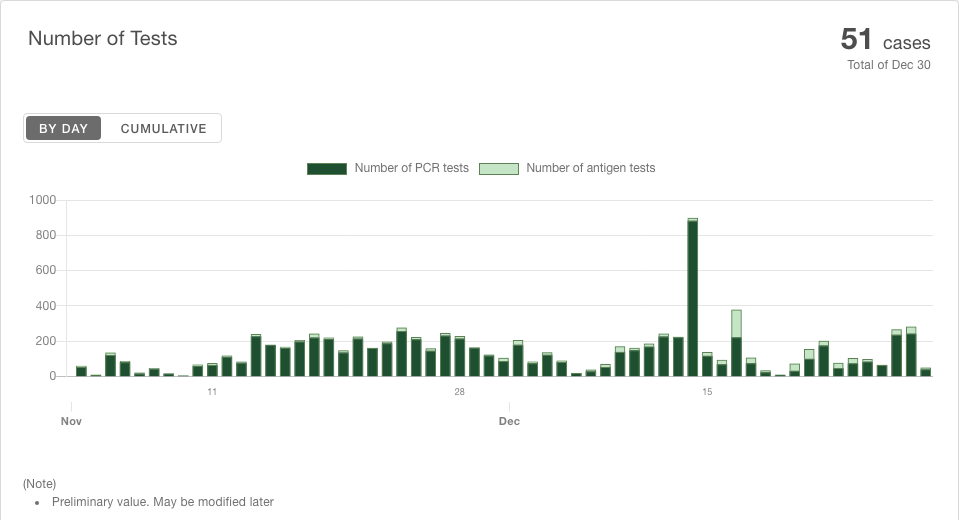 Number of Tests
51 cases
Total of Dec 30
BY DAY CUMULATIVE
Number of PCR tests Number of antigen tests
1000
800
600
400
200
0
11 28 15
Nov Dec
(Note)
• Preliminary value. May be modified later